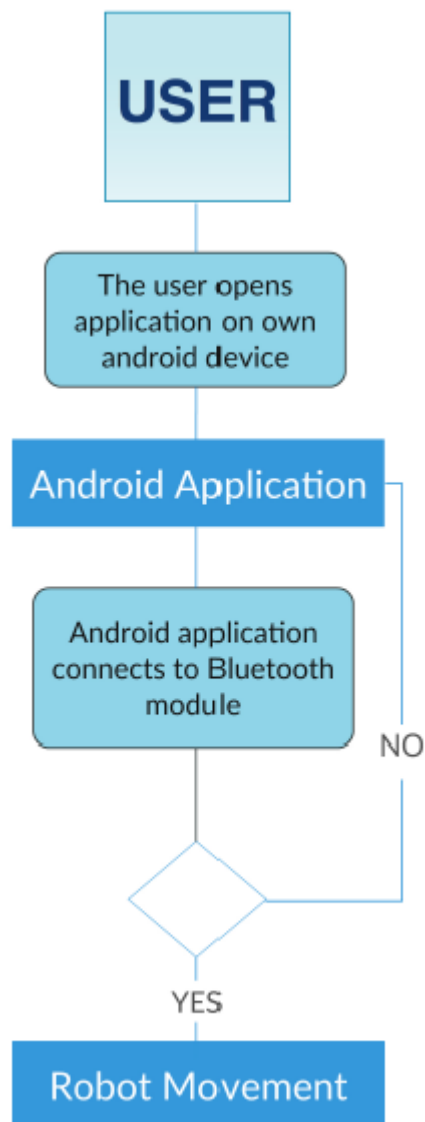 USER
The user opens
application on own
android device
Android Application
Android application
connects to Bluetooth
module
NO
YES
Robot Movement